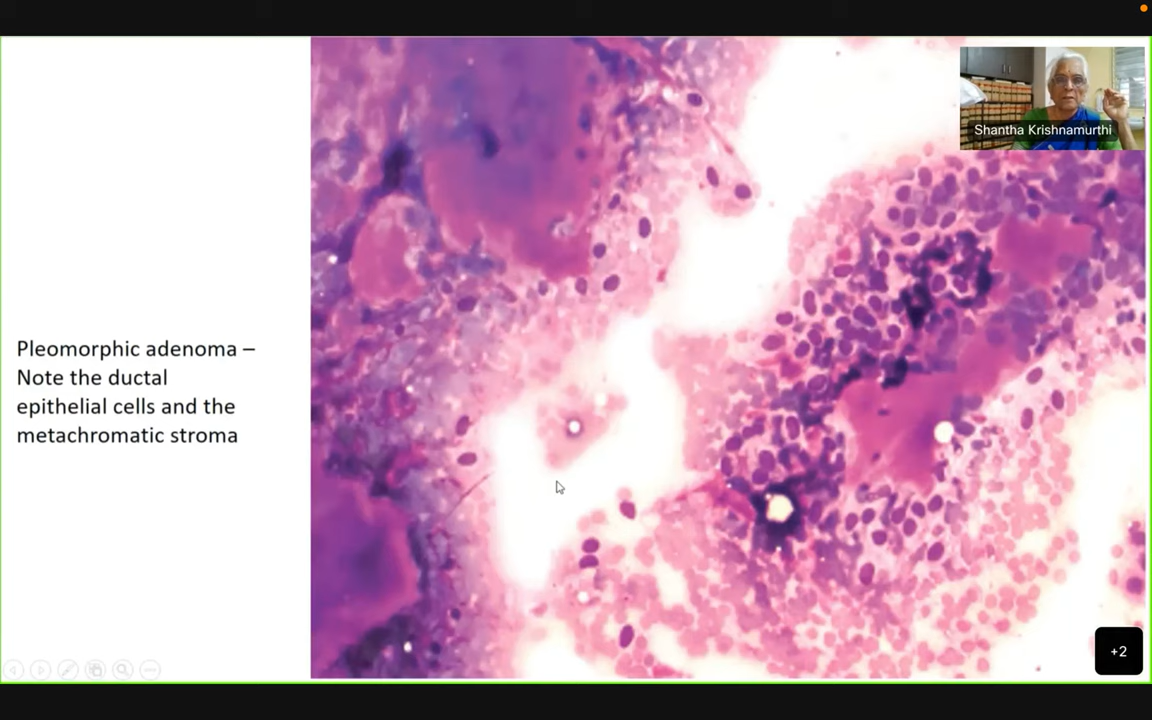 Shantha Krishnamurthi
Pleomorphic adenoma –
Note the ductal
epithelial cells and the
metachromatic stroma
+2